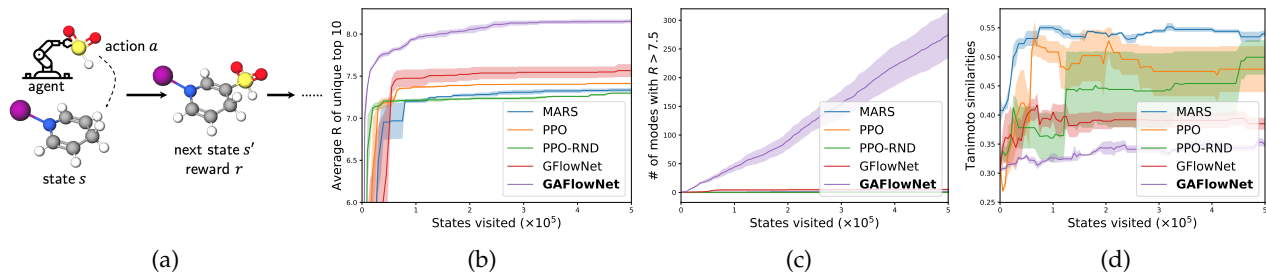 action a
agent
state s
next state s′
reward r
......
(a)
Average R of unique top 10
8.0
7.5
7.0
6.5
6.0
0
1
2
3
4
5
States visited (×10⁵)
MARS
PPO
PPO-RND
GFlowNet
GAFlowNet
(b)
# of modes with R > 7.5
300
250
200
150
100
50
0
0
1
2
3
4
5
States visited (×10⁵)
MARS
PPO
PPO-RND
GFlowNet
GAFlowNet
(c)
Tanimoto similarities
0.55
0.50
0.45
0.40
0.35
0.30
0.25
0
1
2
3
4
5
States visited (×10⁵)
MARS
PPO
PPO-RND
GFlowNet
GAFlowNet
(d)